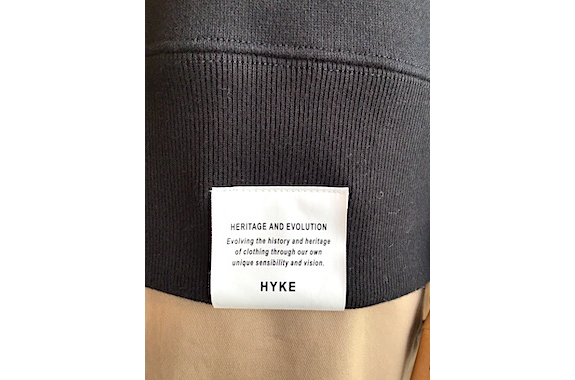 HERITAGE AND EVOLUTION
Evolving the history and heritage
of clothing through our own
unique sensibility and vision.
HYKE